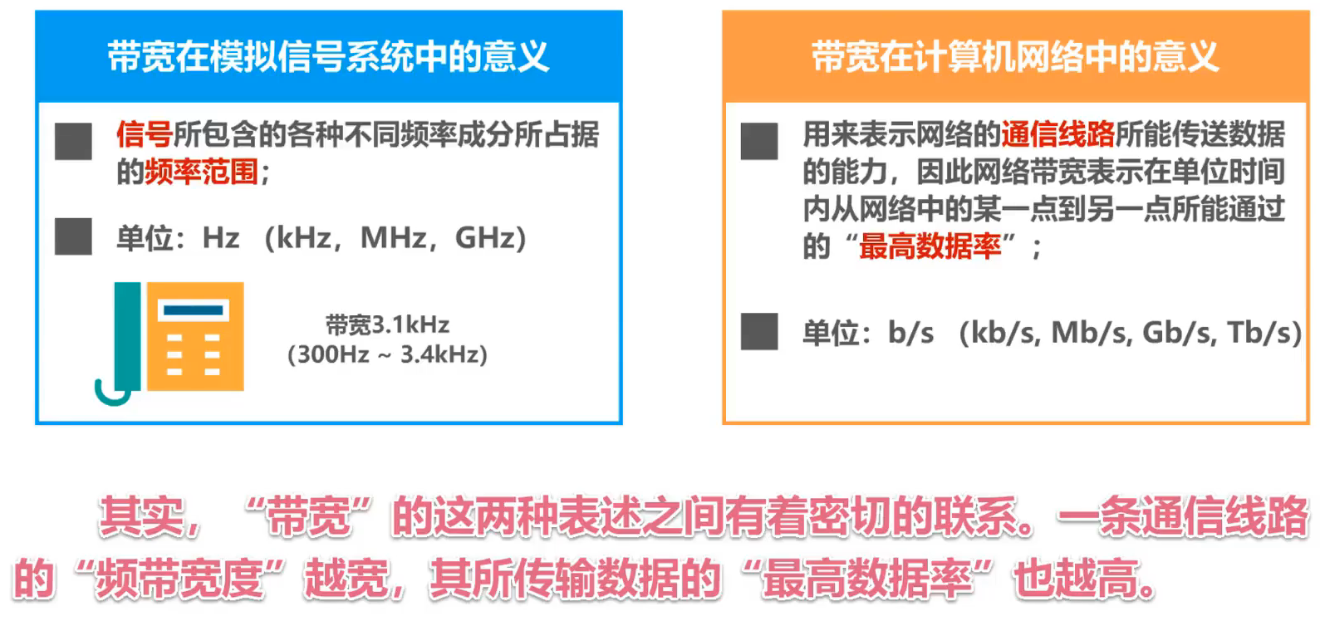 带宽在模拟信号系统中的意义
信号所包含的各种不同频率成分所占据
的频率范围；
单位：Hz （kHz，MHz，GHz）
带宽3.1kHz
（300Hz ~ 3.4kHz）
带宽在计算机网络中的意义
用来表示网络的通信线路所能传送数据
的能力，因此网络带宽表示在单位时间
内从网络中的某一点到另一点所能通过
的“最高数据率”；
单位：b/s （kb/s, Mb/s, Gb/s, Tb/s）
其实，“带宽”的这两种表述之间有着密切的联系。一条通信线路
的“频带宽度”越宽，其所传输数据的“最高数据率”也越高。